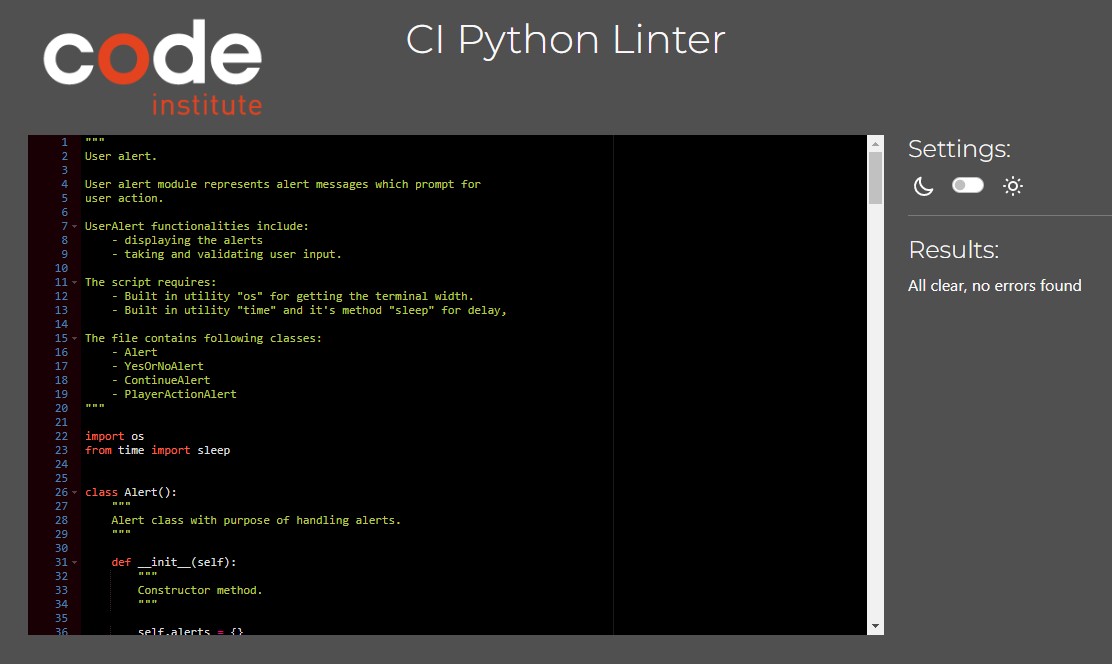 code
institute
CI Python Linter
1 """
2 User alert.
3
4 User alert module represents alert messages which prompt for
5 user action.
6
7 UserAlert functionalities include:
8 - displaying the alerts
9 - taking and validating user input.
10
11 The script requires:
12 - Built in utility "os" for getting the terminal width.
13 - Built in utility "time" and it's method "sleep" for delay,
14
15 The file contains following classes:
16 - Alert
17 - YesOrNoAlert
18 - ContinueAlert
19 - PlayerActionAlert
20 """
21
22 import os
23 from time import sleep
24
25
26 class Alert():
27 """
28 Alert class with purpose of handling alerts.
29 """
30
31 def __init__(self):
32 """
33 Constructor method.
34 """
35
36 self.alerts = {}
Settings:
Results:
All clear, no errors found